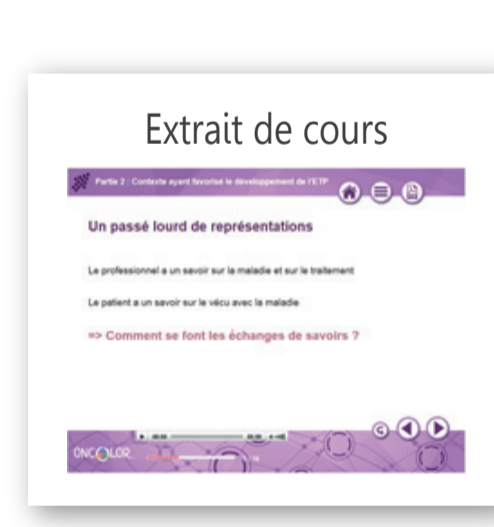 Extrait de cours
Partie 2 : Contexte ayant favorisé le développement de l'ETP
Un passé lourd de représentations
Le professionnel a un savoir sur la maladie et sur le traitement
Le patient a un savoir sur le vécu avec la maladie
=> Comment se font les échanges de savoirs ?
ONCOLOR